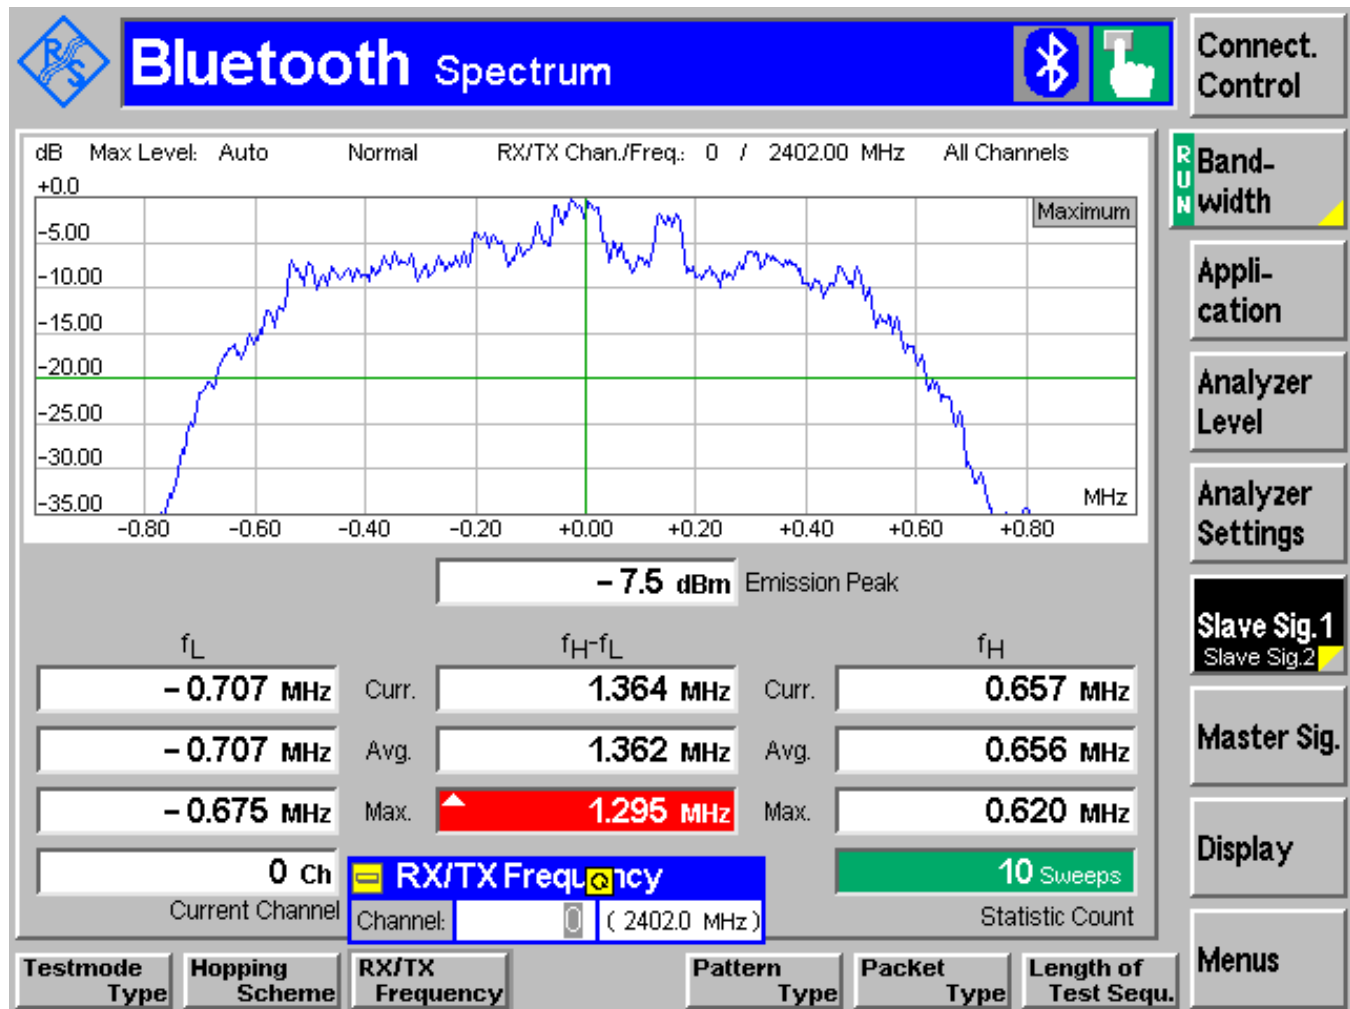 R&S
Bluetooth Spectrum
Connect.
Control
dB Max Level: Auto Normal RX/TX Chan./Freq.: 0 / 2402.00 MHz All Channels
+0.0
Maximum
-5.00
-10.00
-15.00
-20.00
-25.00
-30.00
-35.00
MHz
-0.80 -0.60 -0.40 -0.20 +0.00 +0.20 +0.40 +0.60 +0.80
RUN
Band-
width
Appli-
cation
Analyzer
Level
Analyzer
Settings
Slave Sig.1
Slave Sig.2
Master Sig.
Display
Menus
- 7.5 dBm Emission Peak
fL fH-fL fH
- 0.707 MHz Curr. 1.364 MHz Curr. 0.657 MHz
- 0.707 MHz Avg. 1.362 MHz Avg. 0.656 MHz
- 0.675 MHz Max. 1.295 MHz Max. 0.620 MHz
0 Ch
Current Channel
RX/TX Frequency
Channel: 0 ( 2402.0 MHz )
10 Sweeps
Statistic Count
Testmode
Type
Hopping
Scheme
RX/TX
Frequency
Pattern
Type
Packet
Type
Length of
Test Sequ.